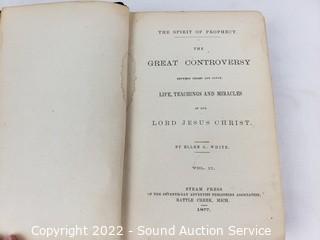 THE SPIRIT OF PROPHECY.
THE
GREAT CONTROVERSY
BETWEEN CHRIST AND SATAN.
LIFE, TEACHINGS AND MIRACLES
OF OUR
LORD JESUS CHRIST.
BY ELLEN G. WHITE.
VOL. II.
STEAM PRESS
OF THE SEVENTH-DAY ADVENTIST PUBLISHING ASSOCIATION,
BATTLE CREEK, MICH.
1877.
Copyright 2022 - Sound Auction Service